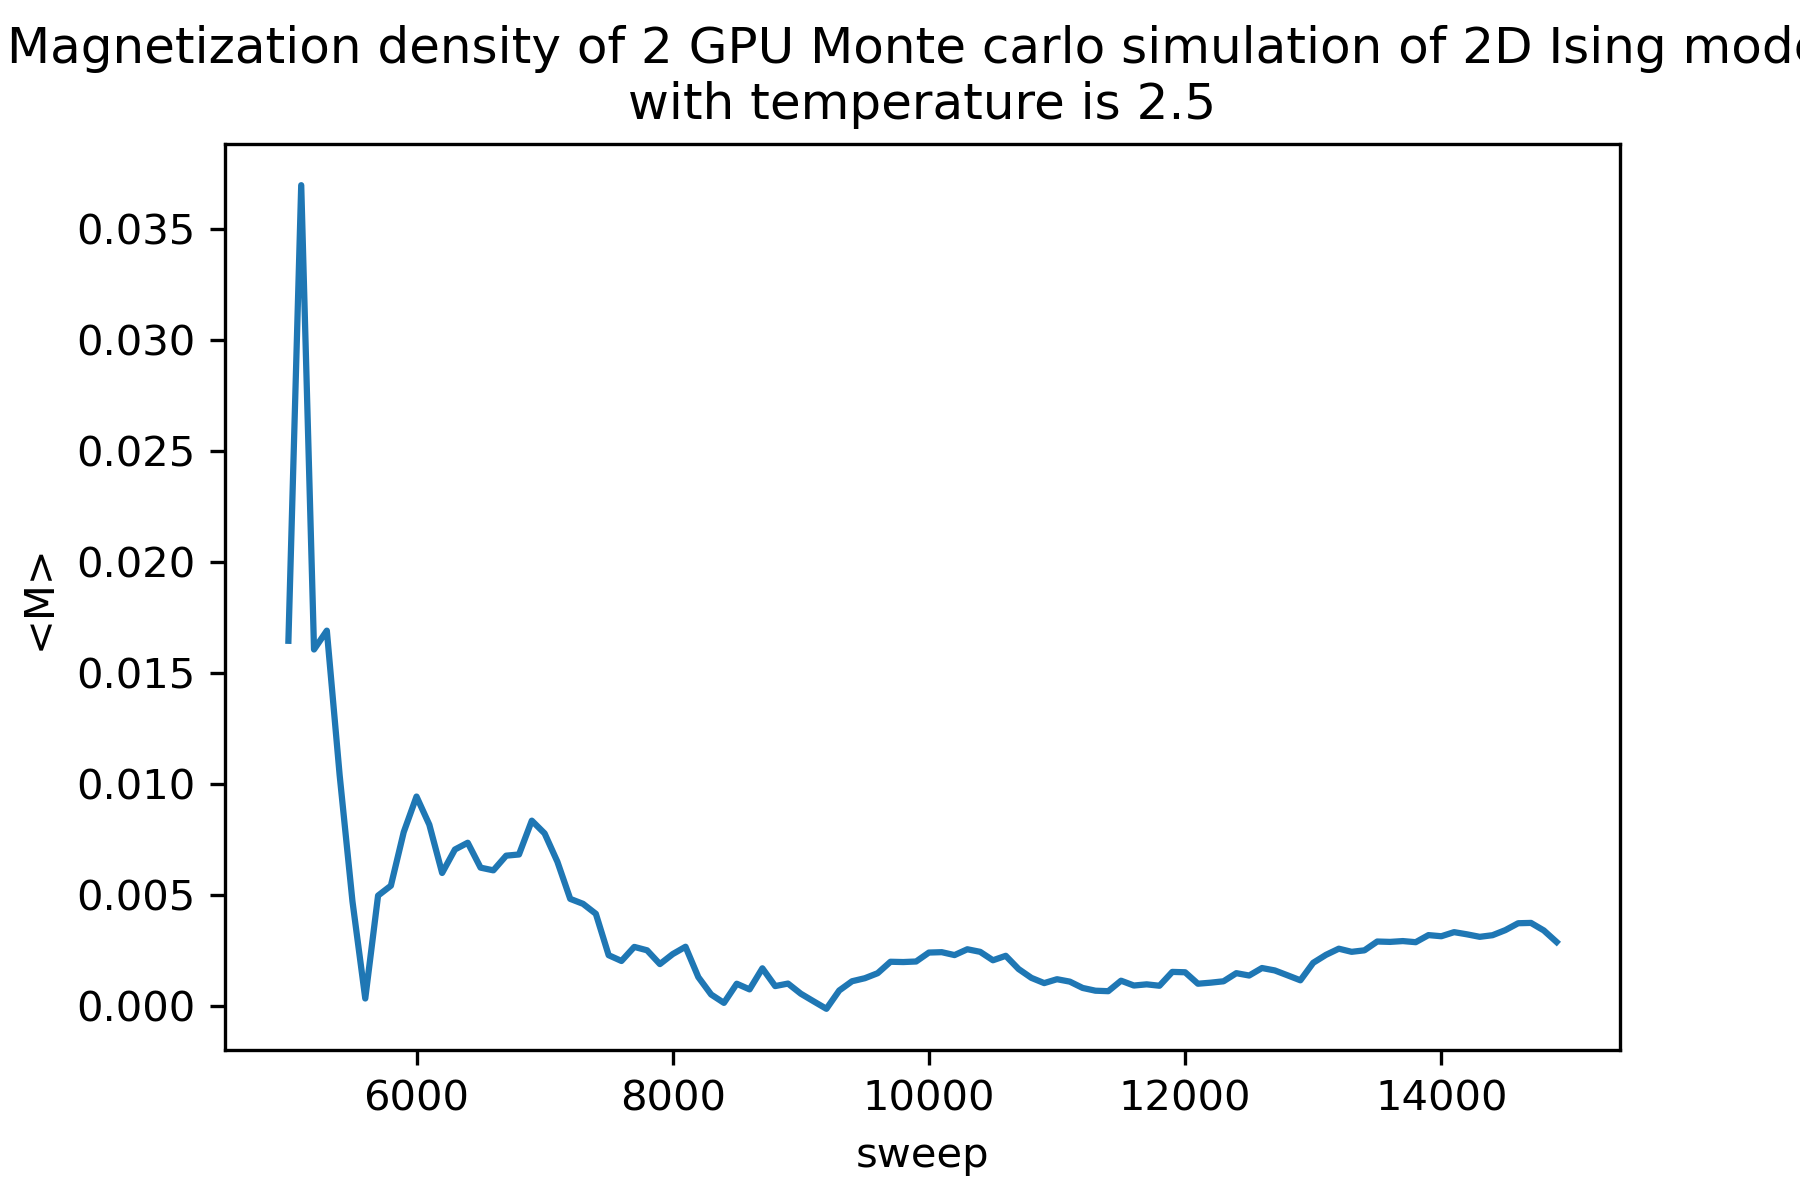 Magnetization density of 2 GPU Monte carlo simulation of 2D Ising
with temperature is 2.5
0.035
0.030
0.025
0.020
0.015
0.010
0.005
0.000
<M>
6000 8000 10000 12000 14000
sweep